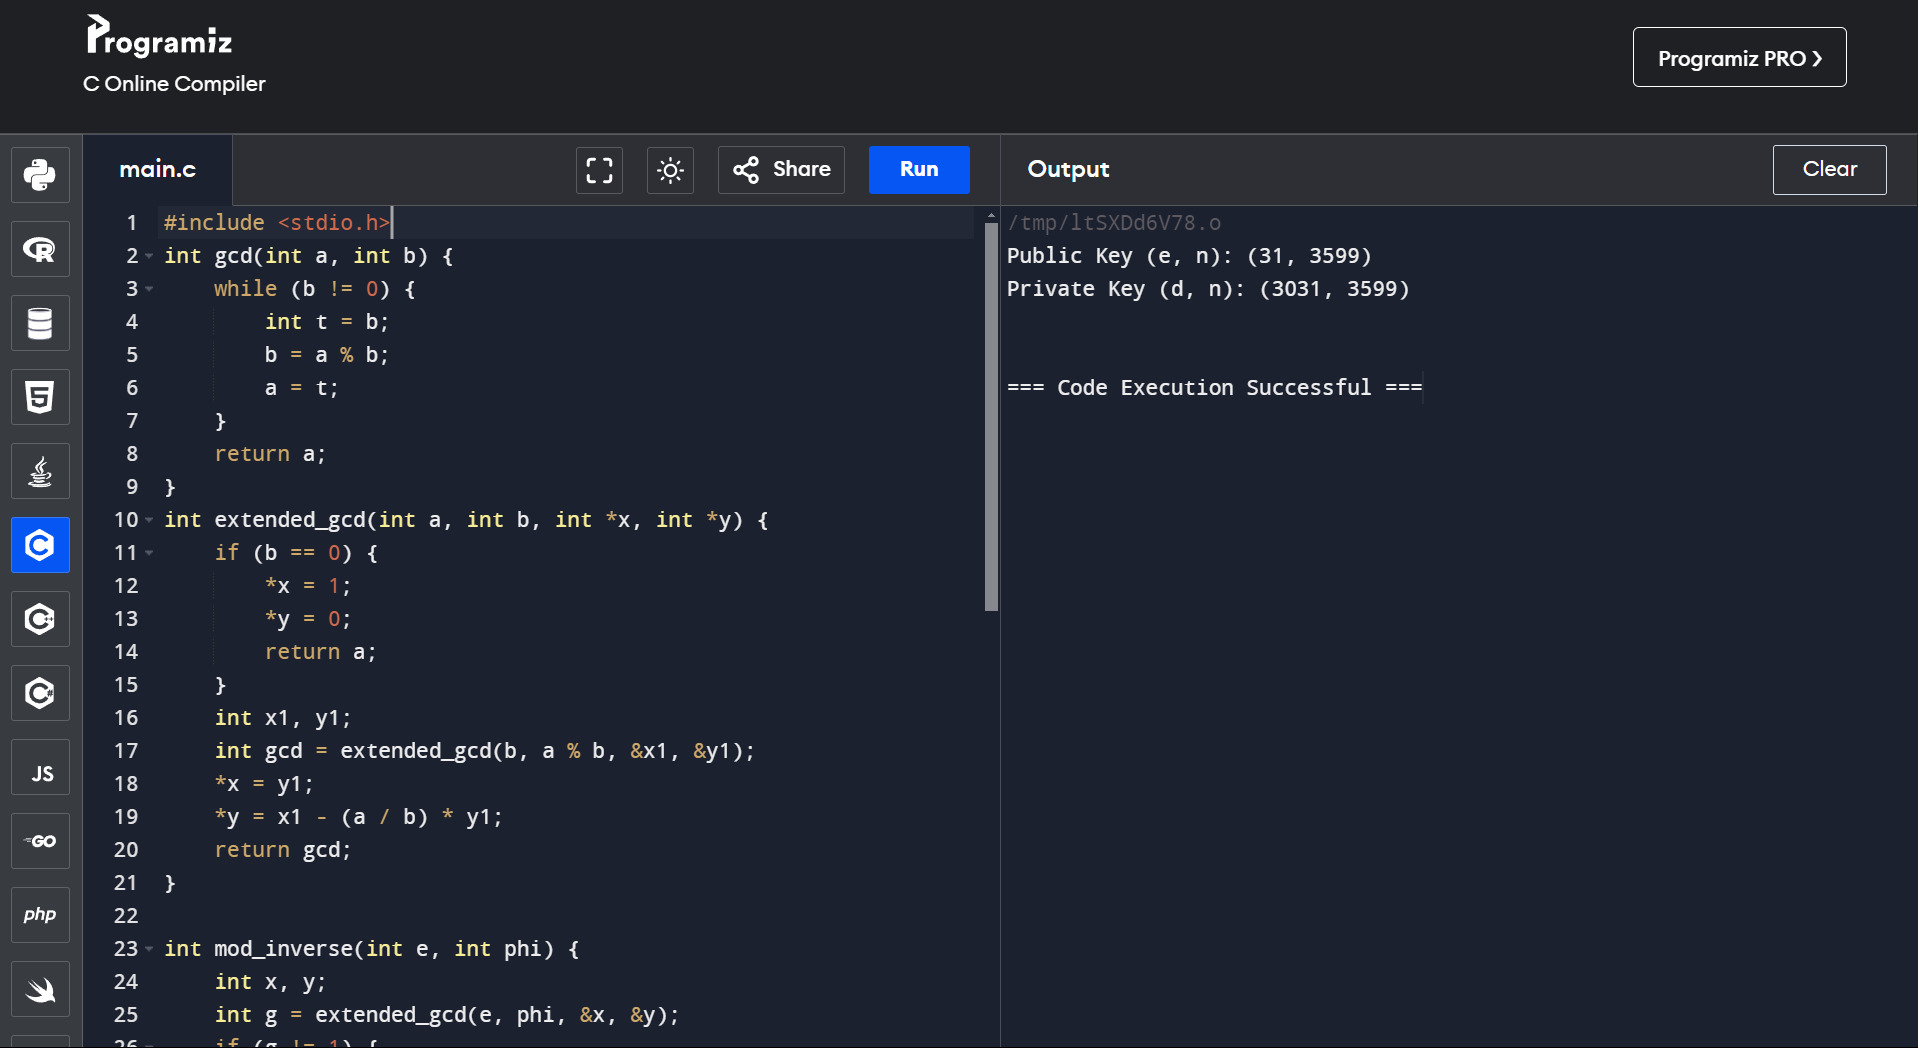 Programiz
C Online Compiler
Programiz PRO ❯
main.c
Share
Run
Output
Clear
JS
GO
php
1 #include <stdio.h>
2 int gcd(int a, int b) {
3     while (b != 0) {
4         int t = b;
5         b = a % b;
6         a = t;
7     }
8     return a;
9 }
10 int extended_gcd(int a, int b, int *x, int *y) {
11     if (b == 0) {
12         *x = 1;
13         *y = 0;
14         return a;
15     }
16     int x1, y1;
17     int gcd = extended_gcd(b, a % b, &x1, &y1);
18     *x = y1;
19     *y = x1 - (a / b) * y1;
20     return gcd;
21 }
22
23 int mod_inverse(int e, int phi) {
24     int x, y;
25     int g = extended_gcd(e, phi, &x, &y);
26     if (g != 1) {
/tmp/ltSXDd6V78.o
Public Key (e, n): (31, 3599)
Private Key (d, n): (3031, 3599)
=== Code Execution Successful ===